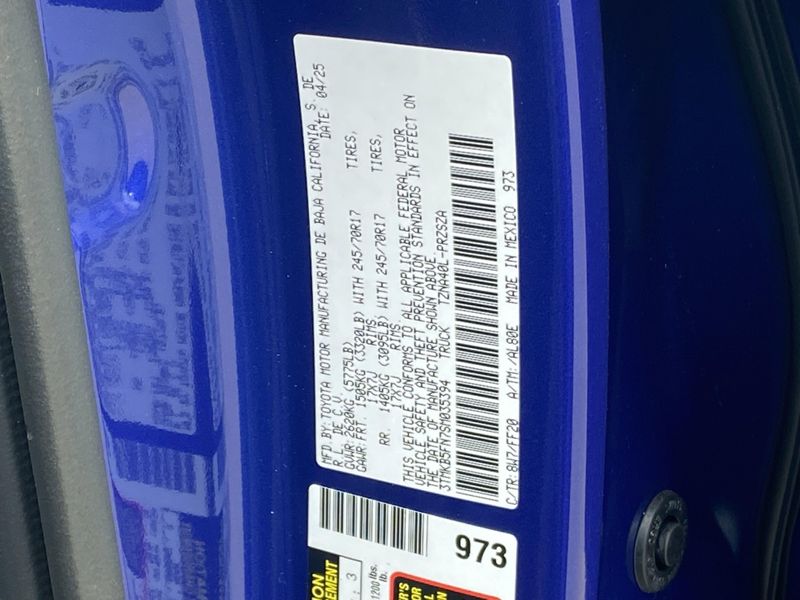 MFD.BY:TOYOTA MOTOR MANUFACTURING DE BAJA CALIFORNIA, S. DE
R. L. DE C.V. DATE: 04/25
GVWR:2620KG (5775LB)
GAWR:FRT. 1505KG (3320LB) WITH 245/70R17 TIRES,
17X7J RIMS
RR. 1405KG (3095LB) WITH 245/70R17 TIRES,
17X7J RIMS
THIS VEHICLE CONFORMS TO ALL APPLICABLE FEDERAL MOTOR
VEHICLE SAFETY, AND THEFT PREVENTION STANDARDS IN EFFECT ON
THE DATE OF MANUFACTURE SHOWN ABOVE.
3TMKB5FN7SM035394 TRUCK TZNA40L-PRZSZA
C/TR:8W7/FF20 A/TM:/AL80E MADE IN MEXICO 973
973
: 3
1200 lbs.